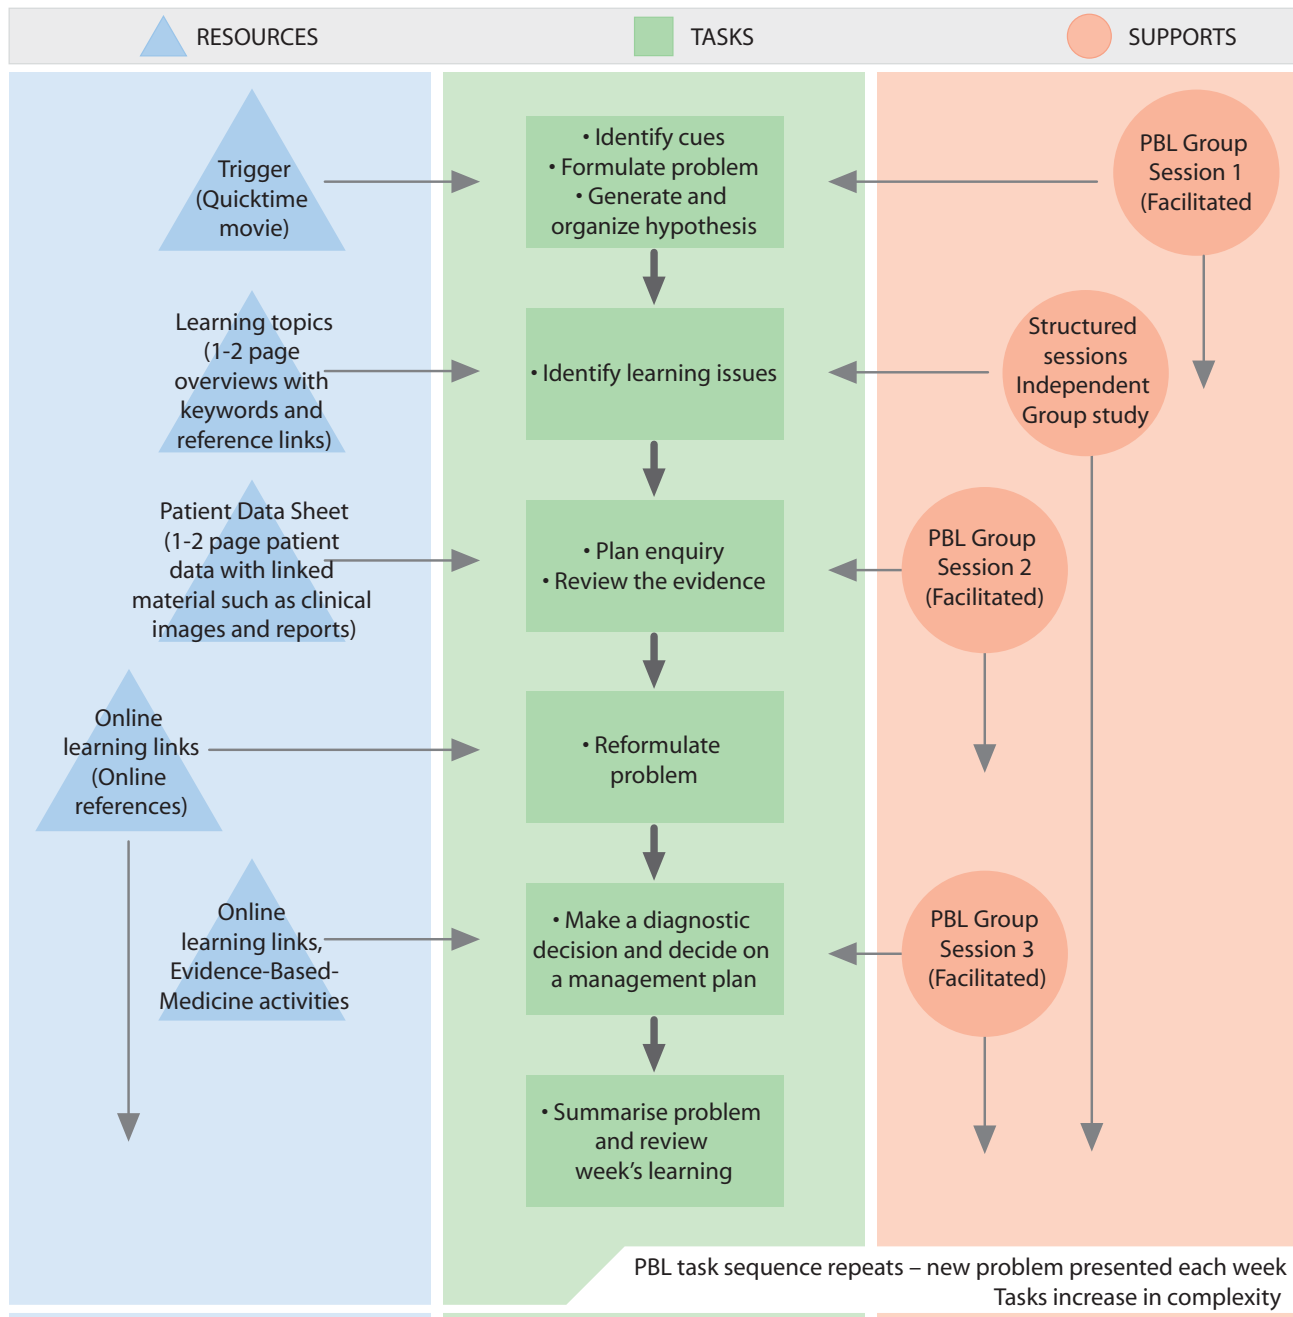 RESOURCES
TASKS
SUPPORTS
Trigger
(Quicktime
movie)
• Identify cues
• Formulate problem
• Generate and
organize hypothesis
PBL Group
Session 1
(Facilitated
Learning topics
(1-2 page
overviews with
keywords and
reference links)
• Identify learning issues
Structured
sessions
Independent
Group study
Patient Data Sheet
(1-2 page patient
data with linked
material such as clinical
images and reports)
• Plan enquiry
• Review the evidence
PBL Group
Session 2
(Facilitated)
Online
learning links
(Online
references)
• Reformulate
problem
Online
learning links,
Evidence-Based-
Medicine activities
• Make a diagnostic
decision and decide on
a management plan
PBL Group
Session 3
(Facilitated)
• Summarise problem
and review
week’s learning
PBL task sequence repeats – new problem presented each week
Tasks increase in complexity